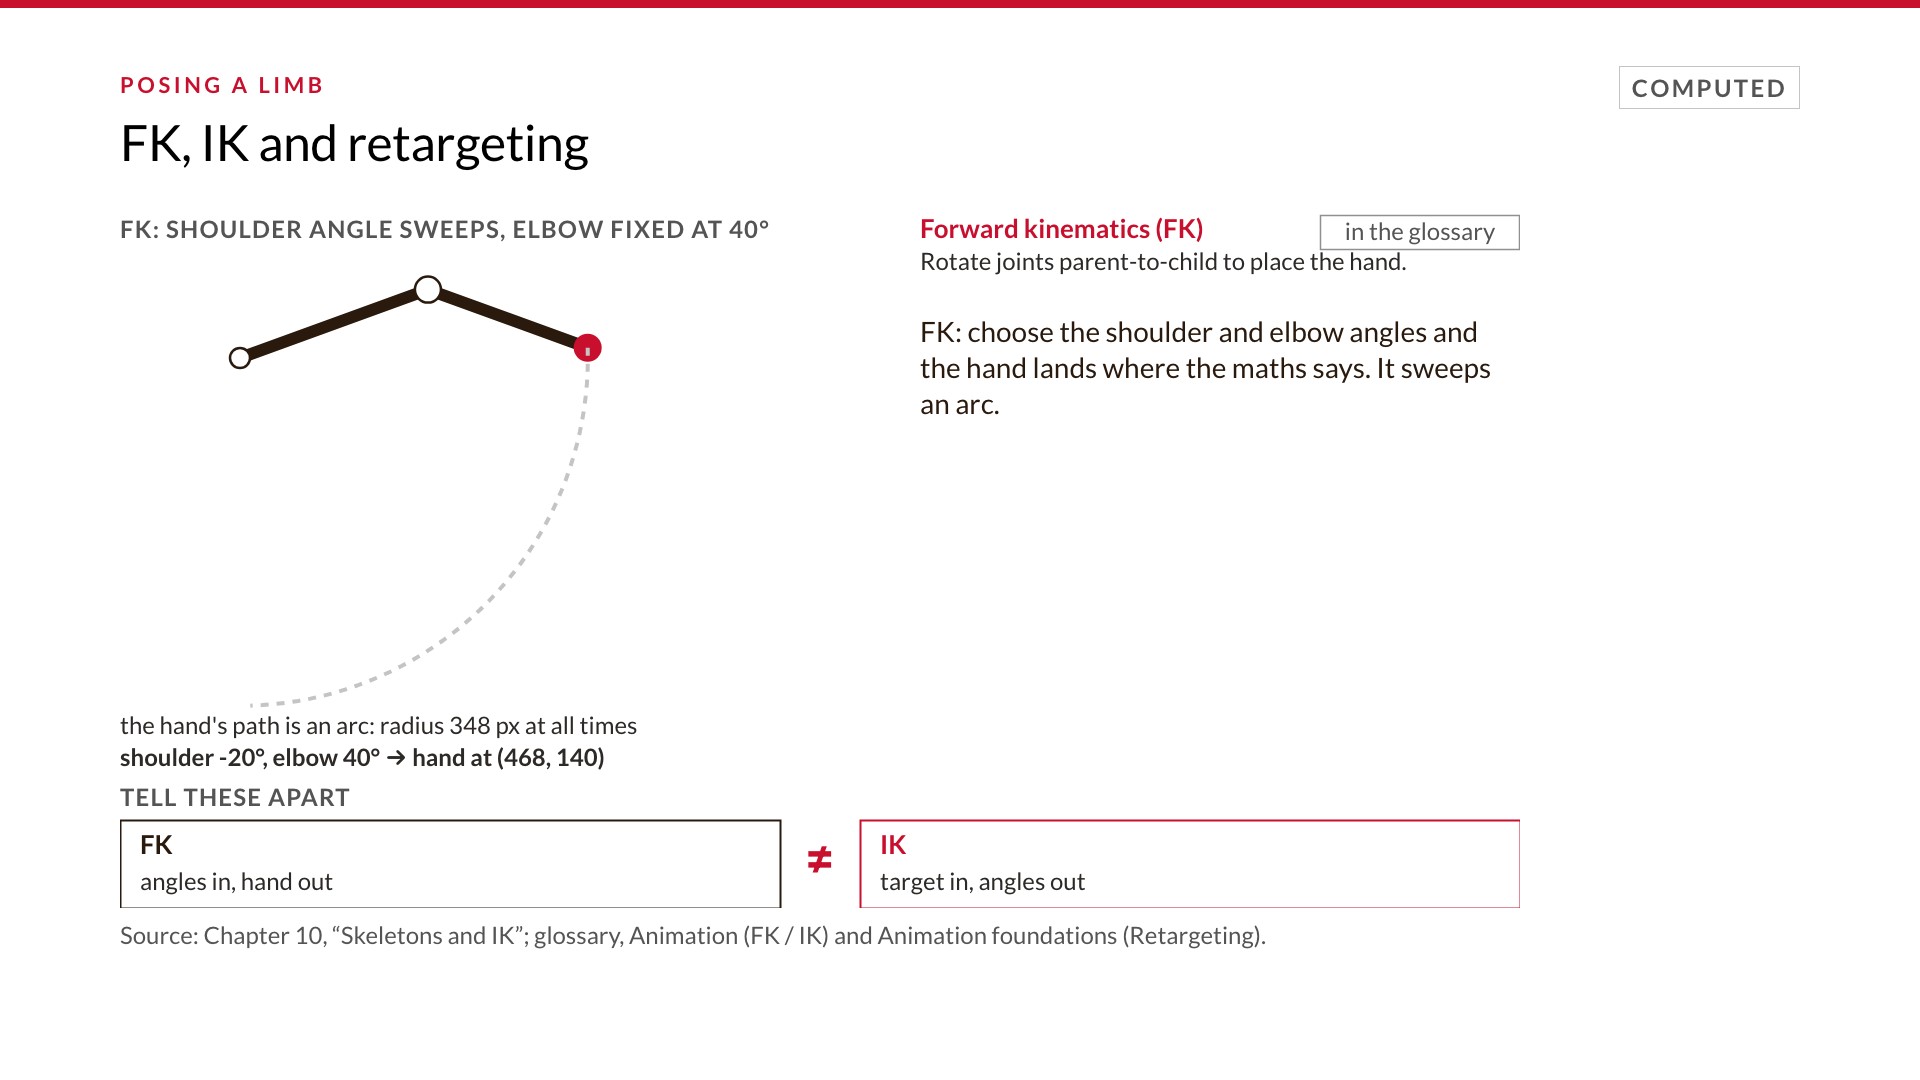 POSING A LIMB
COMPUTED
FK, IK and retargeting
FK: SHOULDER ANGLE SWEEPS, ELBOW FIXED AT 40°
Forward kinematics (FK)
in the glossary
Rotate joints parent-to-child to place the hand.
FK: choose the shoulder and elbow angles and
the hand lands where the maths says. It sweeps
an arc.
the hand's path is an arc: radius 348 px at all times
shoulder -20°, elbow 40° → hand at (468, 140)
TELL THESE APART
FK
angles in, hand out
≠
IK
target in, angles out
Source: Chapter 10, “Skeletons and IK”; glossary, Animation (FK / IK) and Animation foundations (Retargeting).